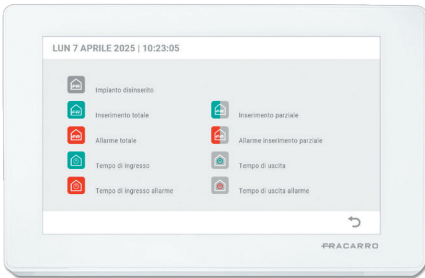 LUN 7 APRILE 2025 | 10:23:05
Impianto disinserito
Inserimento totale
Inserimento parziale
Allarme totale
Allarme inserimento parziale
Tempo di ingresso
Tempo di uscita
Tempo di ingresso allarme
Tempo di uscita allarme
FRACARRO